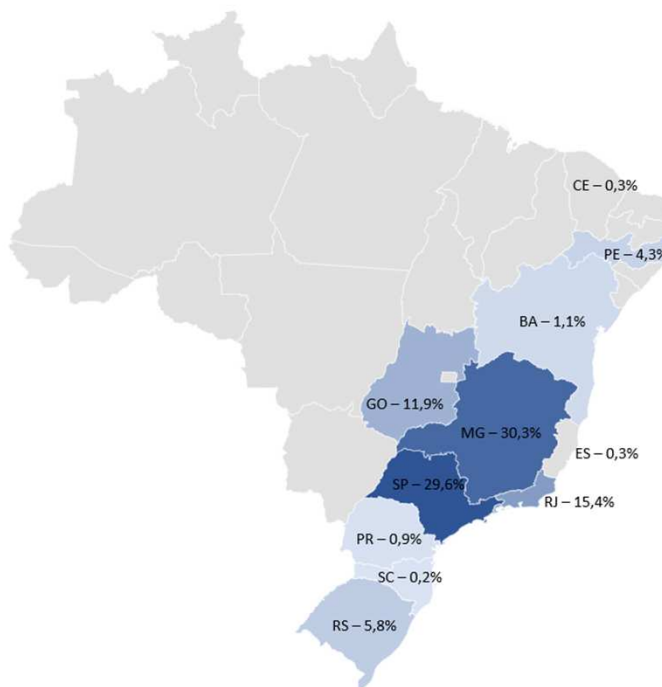 CE – 0,3%
PE – 4,3%
BA – 1,1%
GO – 11,9%
MG – 30,3%
ES – 0,3%
SP – 29,6%
RJ – 15,4%
PR – 0,9%
SC – 0,2%
RS – 5,8%